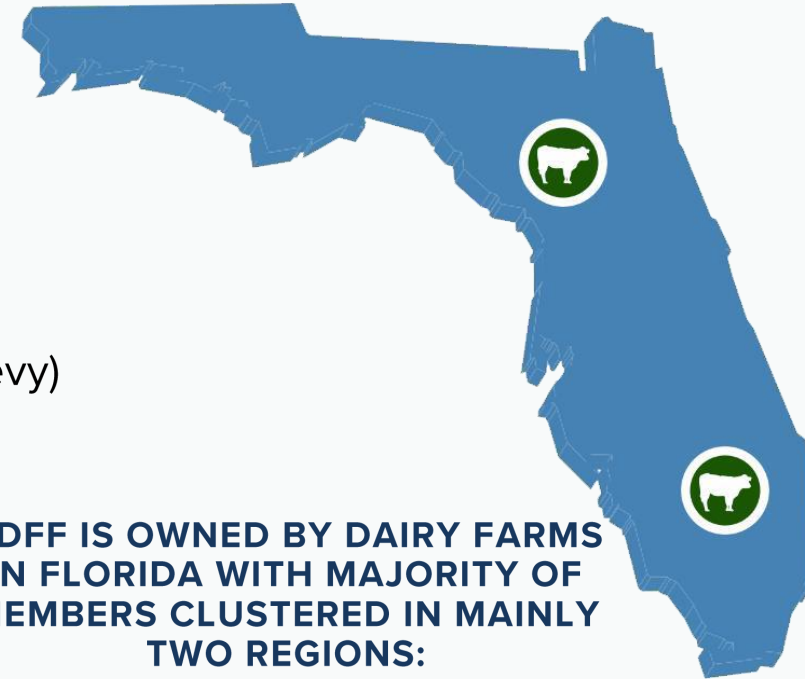 evy)
DFF IS OWNED BY DAIRY FARMS
N FLORIDA WITH MAJORITY OF
EMBERS CLUSTERED IN MAINLY
TWO REGIONS: